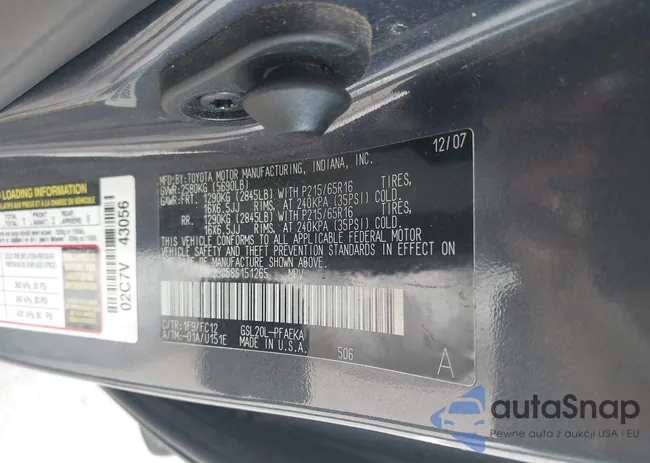 12/07
MFD.BY:TOYOTA MOTOR MANUFACTURING, INDIANA, INC.
GVWR:2580KG (5690LB)
GAWR:FRT. 1290KG (2845LB) WITH P215/65R16 TIRES,
16X6.5JJ RIMS, AT 240KPA (35PSI) COLD
RR. 1290KG (2845LB) WITH P215/65R16 TIRES,
16X6.5JJ RIMS, AT 240KPA (35PSI) COLD
THIS VEHICLE CONFORMS TO ALL APPLICABLE FEDERAL MOTOR
VEHICLE SAFETY AND THEFT PREVENTION STANDARDS IN EFFECT ON
MANUFACTURE SHOWN ABOVE.
58S151265 MPV
C/TR:1F9/FC12 GSL20L-PFAEKA
A/TM:-01A/U151E MADE IN U.S.A. 506
A
LOADING INFORMATION
02C7V 43056
autaSnap
Pewne auta z aukcji USA i EU